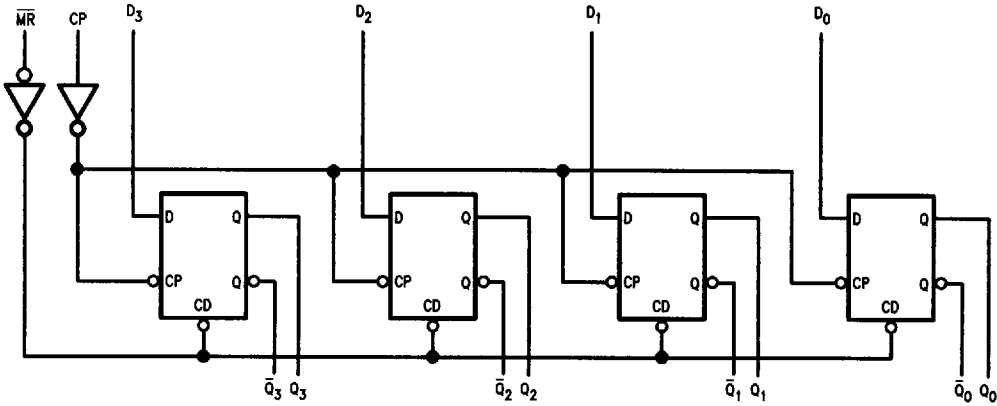 M̅R̅ CP D₃ D₂ D₁ D₀
D Q D Q D Q D Q
CP Q CP Q CP Q CP Q
CD CD CD CD
Q̅₃ Q₃ Q̅₂ Q₂ Q̅₁ Q₁ Q̅₀ Q₀